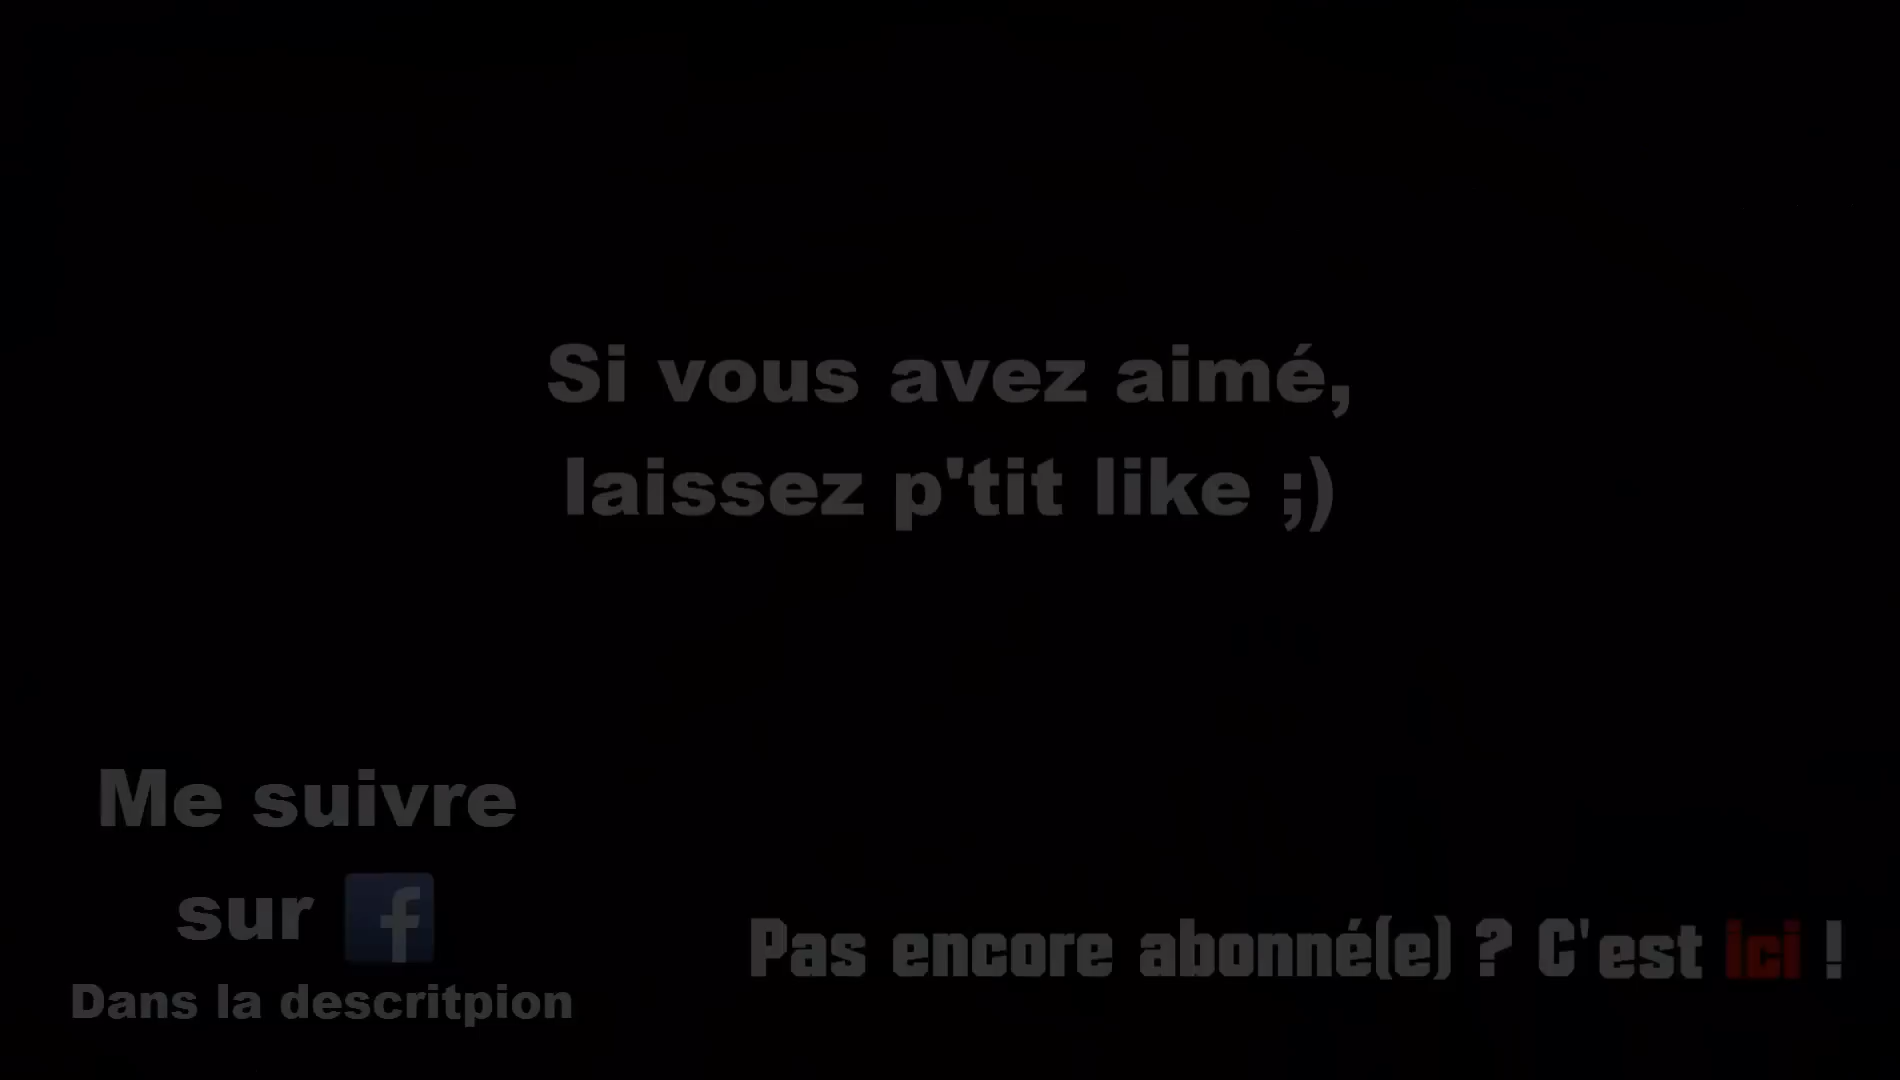 Si vous avez aimé,
laissez p'tit like ;)
Me suivre
sur f
Dans la descritpion
Pas encore abonné(e) ? C'est ici !